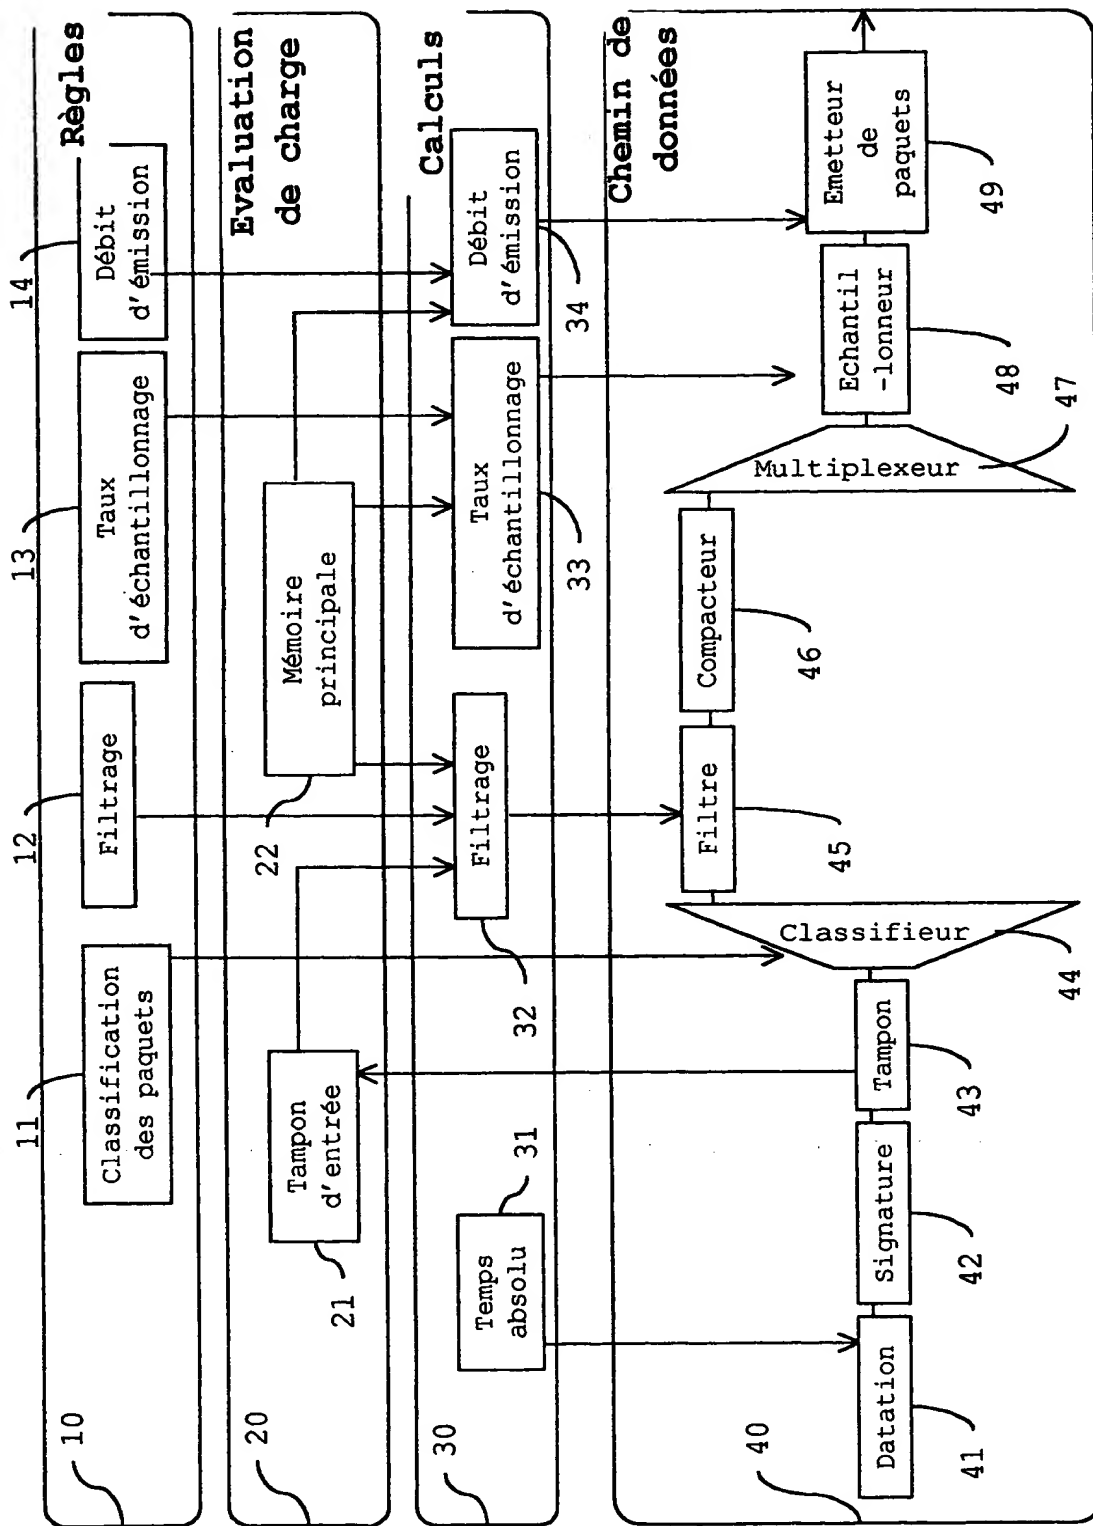 10
Règles
11
12
13
14
Classification
des paquets
Filtrage
Taux
d'échantillonnage
Débit
d'émission
20
Evaluation
de charge
21
Tampon
d'entrée
22
Mémoire
principale
30
Calculs
Temps
absolu
31
Filtrage
32
Taux
d'échantillonnage
33
Débit
d'émission
34
40
Chemin de
données
Datation
41
Signature
42
Tampon
43
Classifieur
44
Filtre
45
Compacteur
46
Multiplexeur
47
Echantil
-lonneur
48
Emetteur
de
paquets
49